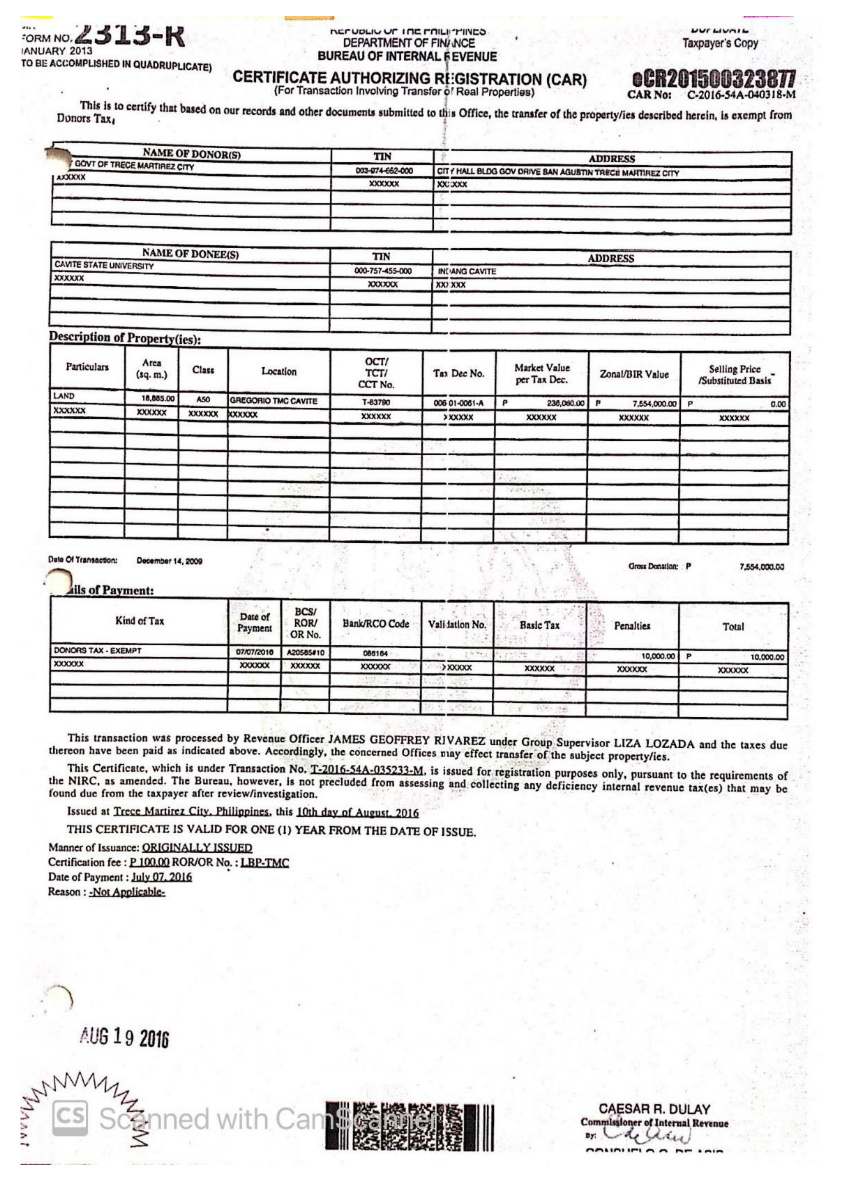 FORM NO. 2313-R
JANUARY 2013
TO BE ACCOMPLISHED IN QUADRUPLICATE)
REPUBLIC OF THE PHILIPPINES
DEPARTMENT OF FINANCE
BUREAU OF INTERNAL REVENUE
DUPLICATE
Taxpayer's Copy
CERTIFICATE AUTHORIZING REGISTRATION (CAR)
(For Transaction Involving Transfer of Real Properties)
eCR201500323877
CAR No: C-2016-54A-040318-M
This is to certify that based on our records and other documents submitted to this Office, the transfer of the property/ies described herein, is exempt from
Donors Tax,
NAME OF DONOR(S) TIN ADDRESS
GOVT OF TRECE MARTIREZ CITY 003-974-662-000 CITY HALL BLDG GOV DRIVE SAN AGUSTIN TRECE MARTIREZ CITY
XXXXXX XXXXXX XXXXXX
NAME OF DONEE(S) TIN ADDRESS
CAVITE STATE UNIVERSITY 000-757-455-000 INDANG CAVITE
XXXXXX XXXXXX XXXXXX
Description of Property(ies):
Particulars Area (sq. m.) Class Location OCT/ TCT/ CCT No. Tax Dec No. Market Value per Tax Dec. Zonal/BIR Value Selling Price /Substituted Basis
LAND 18,885.00 A50 GREGORIO TMC CAVITE T-63790 006 01-0061-A P 236,060.00 P 7,554,000.00 P 0.00
XXXXXX XXXXXX XXXXXX XXXXXX XXXXXX XXXXXX XXXXXX XXXXXX XXXXXX
Date Of Transaction: December 14, 2009
Gross Donation: P 7,554,000.00
ails of Payment:
Kind of Tax Date of Payment BCS/ ROR/ OR No. Bank/RCO Code Validation No. Basic Tax Penalties Total
DONORS TAX - EXEMPT 07/07/2016 A20585#10 086164 10,000.00 P 10,000.00
XXXXXX XXXXXX XXXXXX XXXXXX XXXXXX XXXXXX XXXXXX XXXXXX
This transaction was processed by Revenue Officer JAMES GEOFFREY RIVAREZ under Group Supervisor LIZA LOZADA and the taxes due
thereon have been paid as indicated above. Accordingly, the concerned Offices may effect transfer of the subject property/ies.
This Certificate, which is under Transaction No. T-2016-54A-035233-M, is issued for registration purposes only, pursuant to the requirements of
the NIRC, as amended. The Bureau, however, is not precluded from assessing and collecting any deficiency internal revenue tax(es) that may be
found due from the taxpayer after review/investigation.
Issued at Trece Martirez City, Philippines, this 10th day of August, 2016
THIS CERTIFICATE IS VALID FOR ONE (1) YEAR FROM THE DATE OF ISSUE.
Manner of Issuance: ORIGINALLY ISSUED
Certification fee : P 100.00 ROR/OR No. : LBP-TMC
Date of Payment : July 07, 2016
Reason : -Not Applicable-
AUG 19 2016
CS Scanned with CamScanner
CAESAR R. DULAY
Commissioner of Internal Revenue
By: